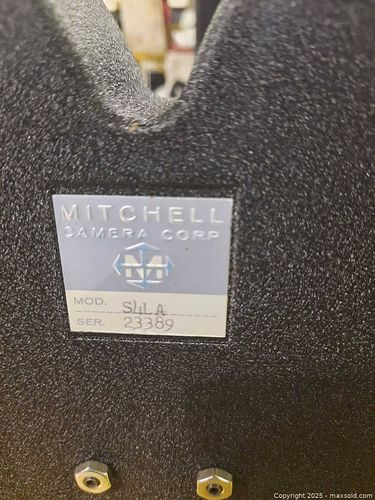 MITCHELL
CAMERA CORP
M
MOD. S4LA
SER. 23389
Copyright © 2025 - maxsold.com